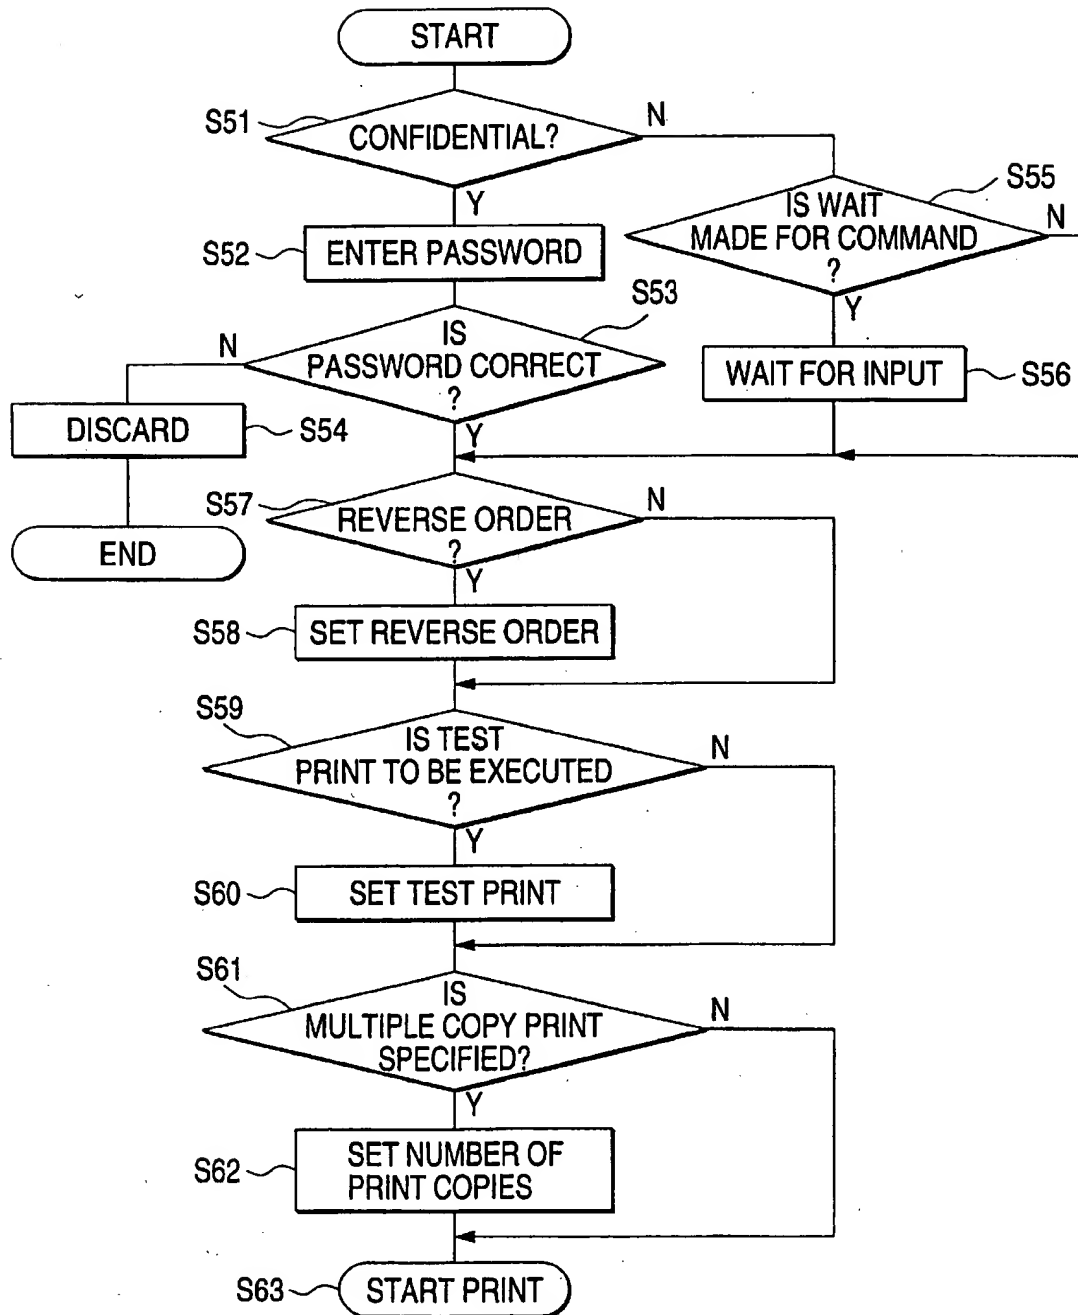 START
S51
CONFIDENTIAL?
N
Y
S52
ENTER PASSWORD
S55
IS WAIT
MADE FOR COMMAND
?
N
Y
S53
IS
PASSWORD CORRECT
?
N
Y
WAIT FOR INPUT
S56
DISCARD
S54
END
S57
REVERSE ORDER
?
N
Y
S58
SET REVERSE ORDER
S59
IS TEST
PRINT TO BE EXECUTED
?
N
Y
S60
SET TEST PRINT
S61
IS
MULTIPLE COPY PRINT
SPECIFIED?
N
Y
S62
SET NUMBER OF
PRINT COPIES
S63
START PRINT